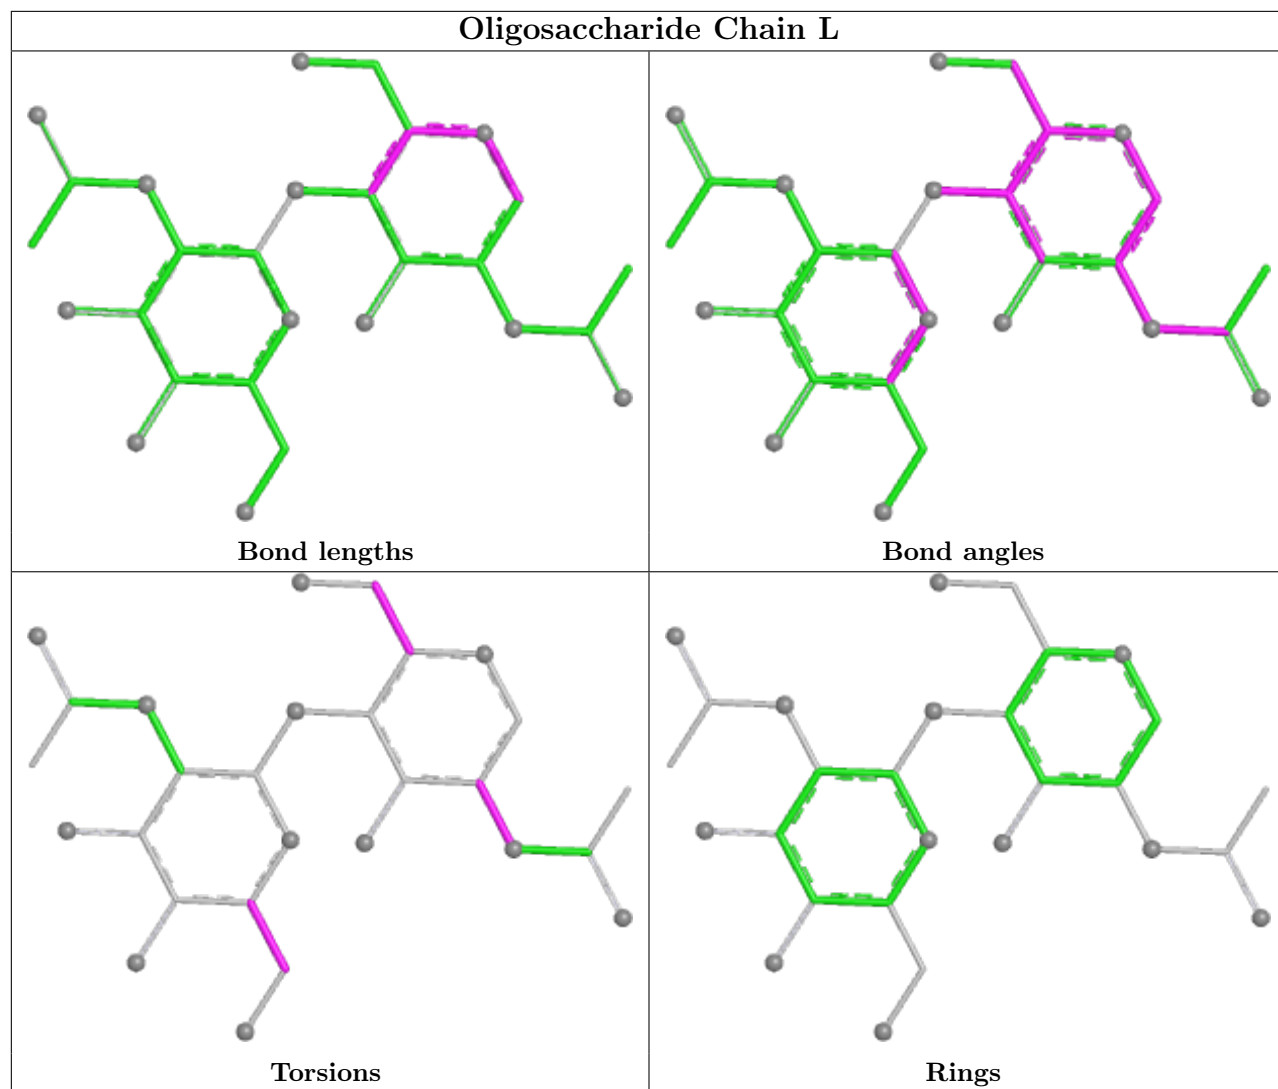 Oligosaccharide Chain L
Bond lengths
Bond angles
Torsions
Rings